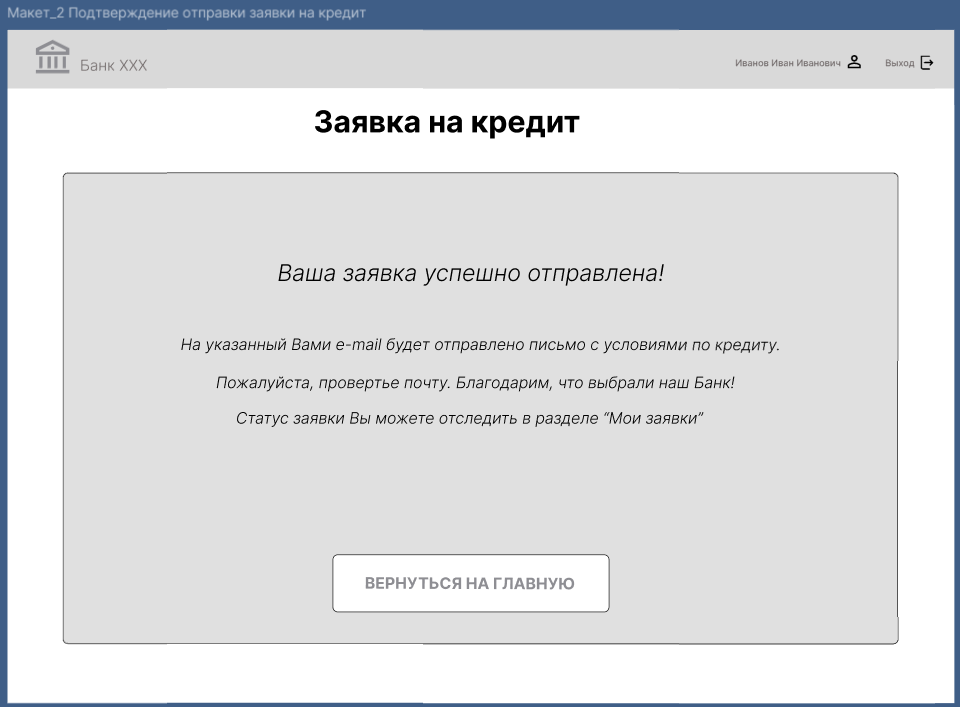 Макет_2 Подтверждение отправки заявки на кредит
Банк XXX
Иванов Иван Иванович
Выход
Заявка на кредит
Ваша заявка успешно отправлена!
На указанный Вами e-mail будет отправлено письмо с условиями по кредиту.
Пожалуйста, провертье почту. Благодарим, что выбрали наш Банк!
Статус заявки Вы можете отследить в разделе “Мои заявки”
ВЕРНУТЬСЯ НА ГЛАВНУЮ